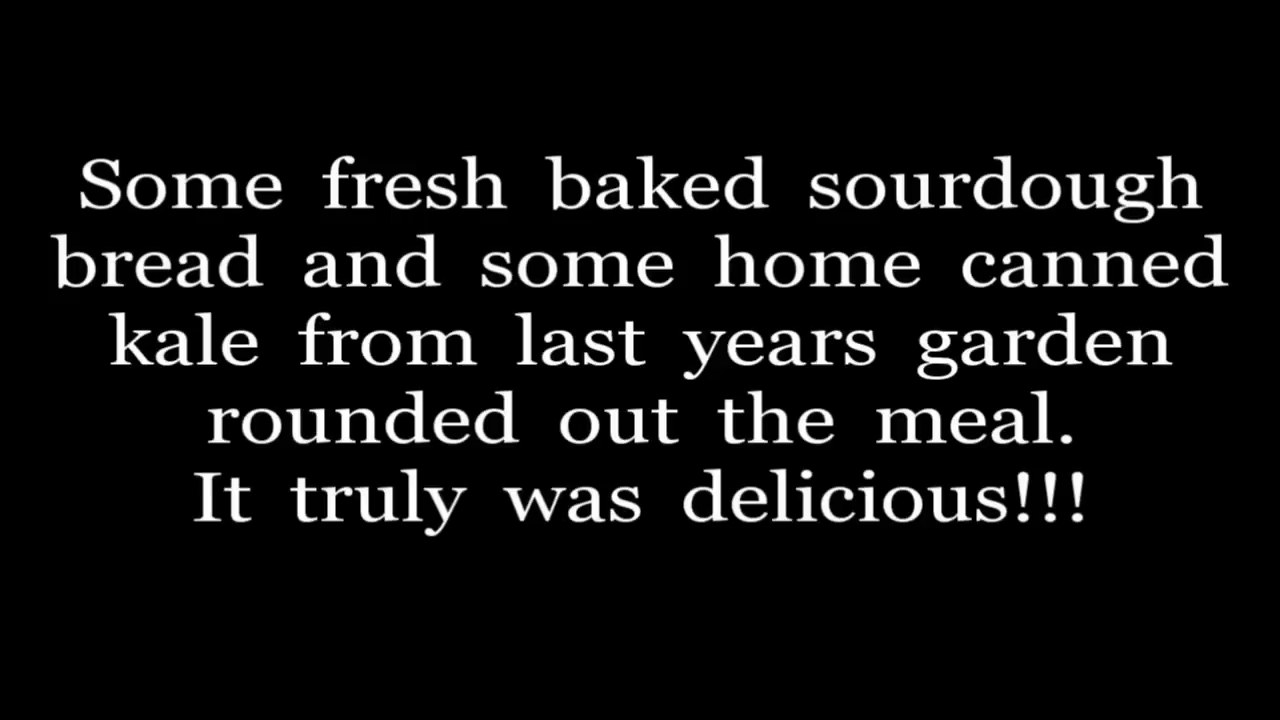 Some fresh baked sourdough
bread and some home canned
kale from last years garden
rounded out the meal.
It truly was delicious!!!